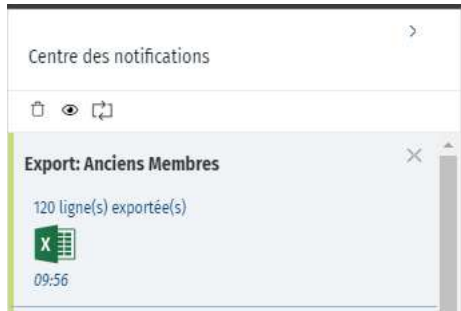 Centre des notifications
Export: Anciens Membres
120 ligne(s) exportée(s)
X
09:56